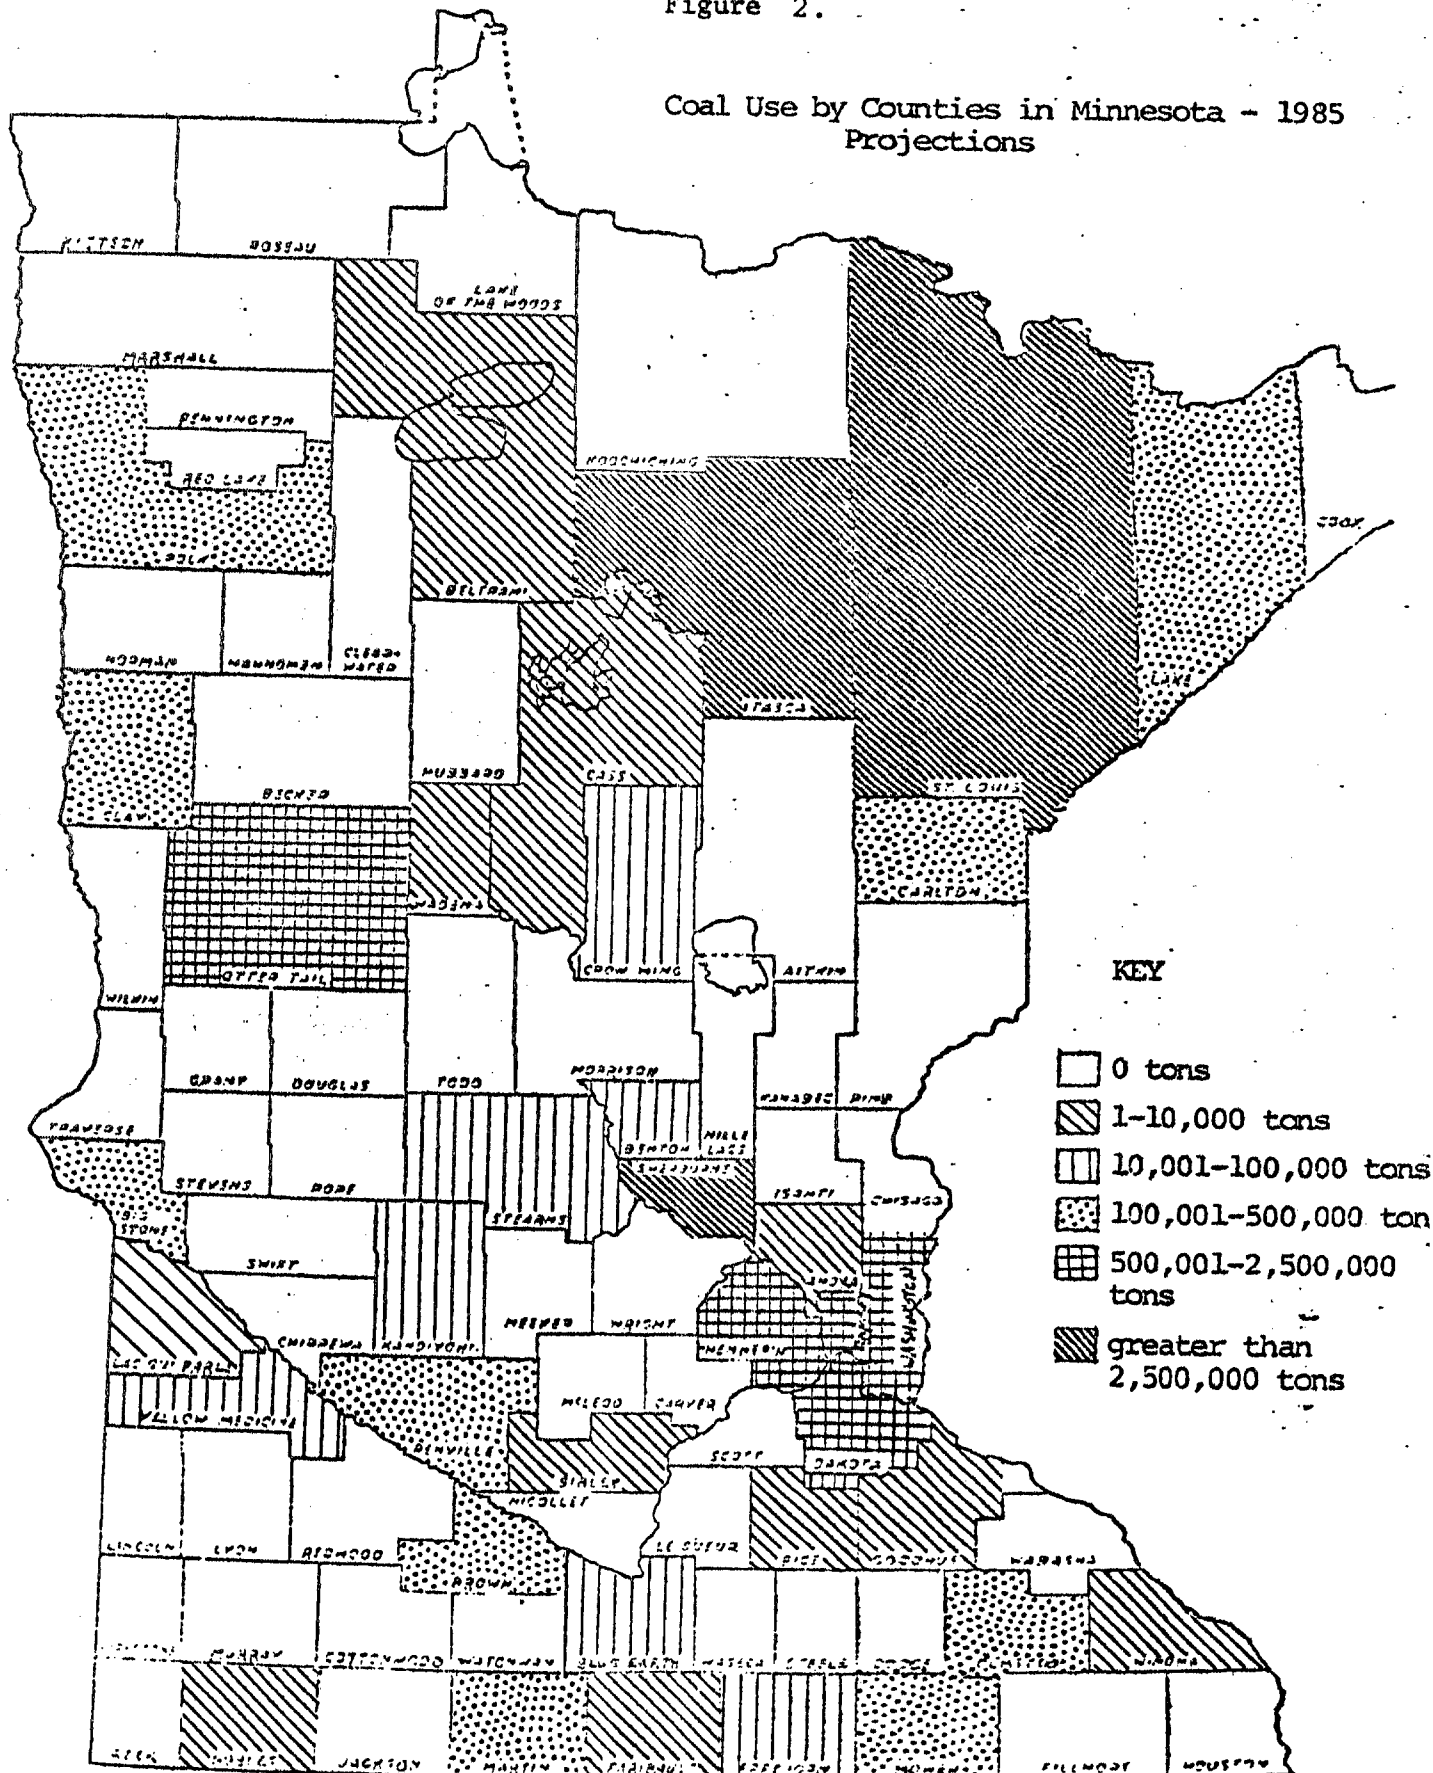 Figure 2.
Coal Use by Counties in Minnesota - 1985
Projections
KITTSON
ROSSAU
LAKE
OF THE WOODS
MARSHALL
PENNINGTON
RED LAKE
KOOCHICHING
COOK
POLK
BELTRAMI
NORMAN
MAHNOMEN
CLEAR-
WATER
LAKE
ITASCA
HUBBARD
CASS
BECKER
ST. LOUIS
CLAY
WADENA
CARLTON
OTTER TAIL
CROW WING
AITKIN
WILKIN
KEY
0 tons
1-10,000 tons
10,001-100,000 tons
100,001-500,000 ton
500,001-2,500,000
tons
greater than
2,500,000 tons
GRANT
DOUGLAS
TODD
MORRISON
KANABEC
PINE
TRAVERSE
BENTON
MILLE
LACS
SHERBURNE
STEVENS
POPE
ISANTI
CHISAGO
BIG
STONE
STEARNS
SWIFT
ANOKA
WASHINGTON
MEEKER
WRIGHT
CHIPPEWA
KANDIYOHI
HENNEPIN
LAC QUI PARLE
MCLEOD
CARVER
YELLOW MEDICINE
RENVILLE
SCOTT
DAKOTA
SIBLEY
NICOLLET
LINCOLN
LYON
REDWOOD
LE SUEUR
RICE
GOODHUE
WABASHA
BROWN
MURRAY
COTTONWOOD
WATONWAN
BLUE EARTH
WASECA
STEELE
DODGE
WINONA
ROCK
NOBLES
JACKSON
MARTIN
FARIBAULT
FREEBORN
MOWER
FILLMORE
HOUSTON